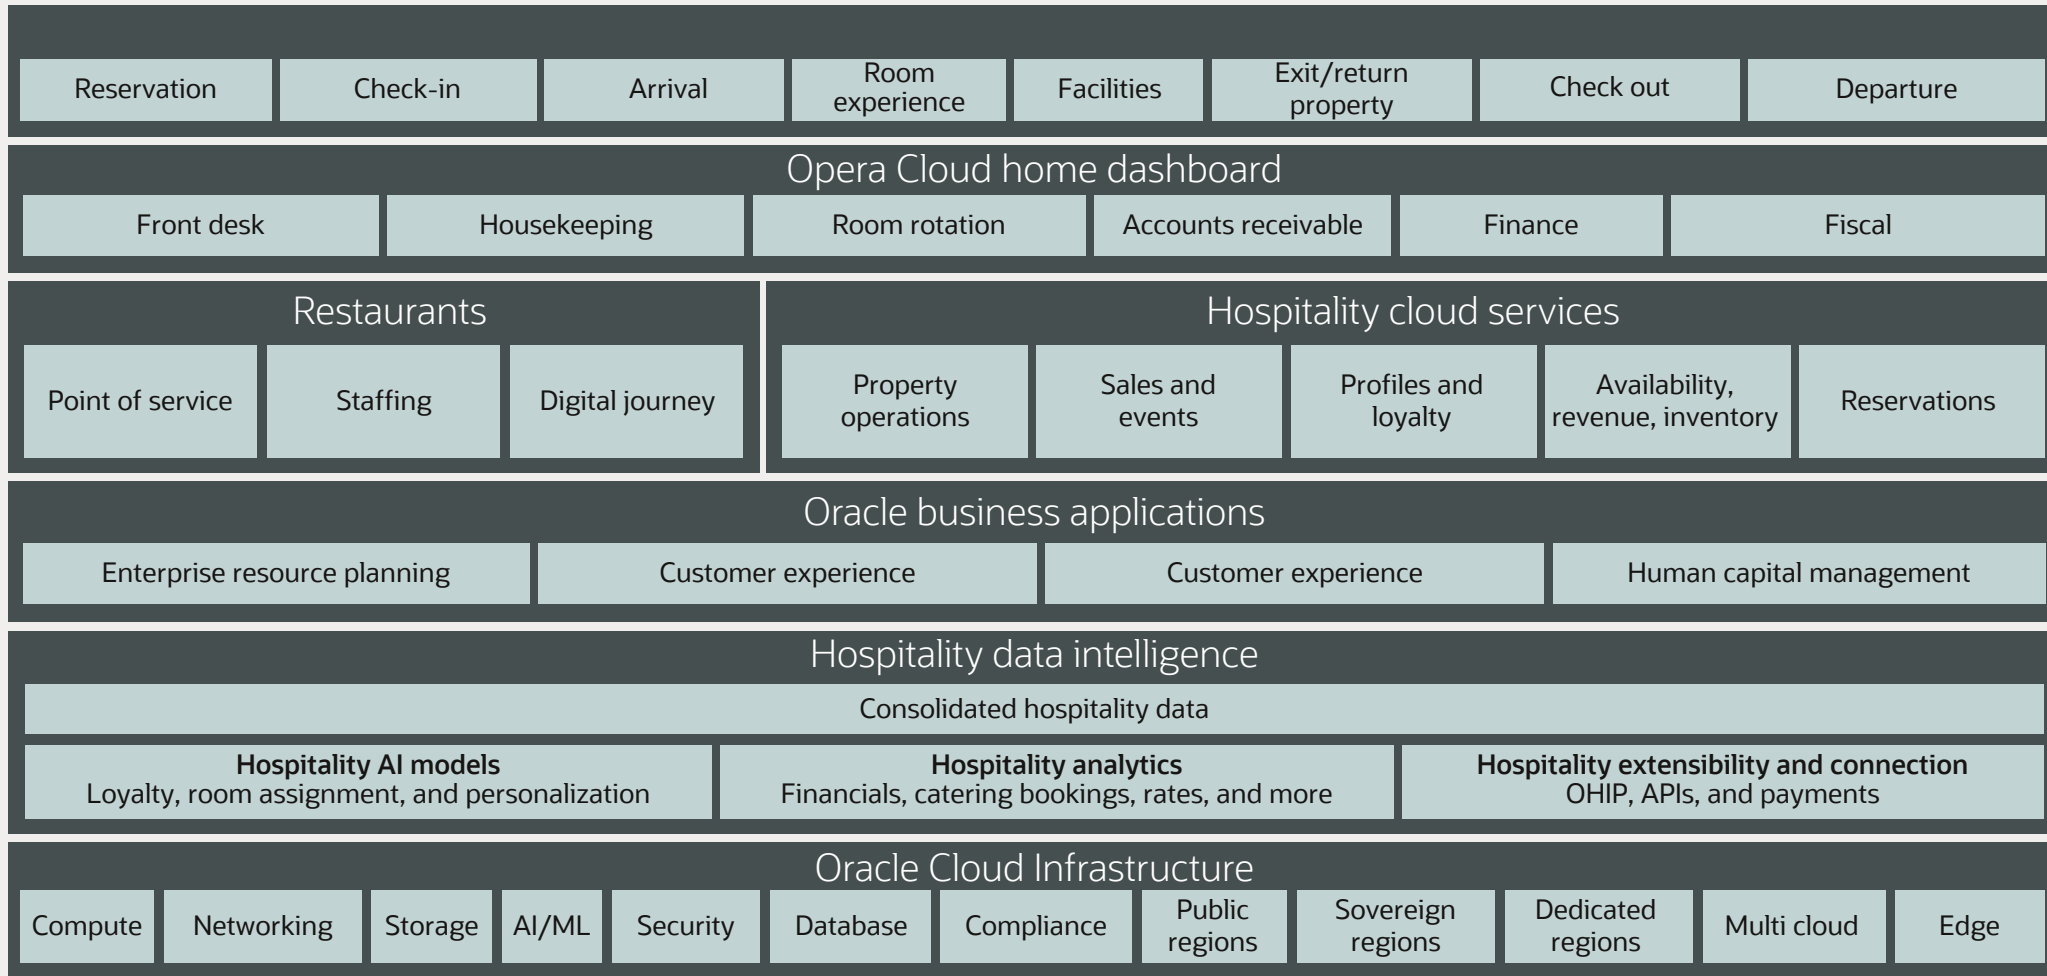 Reservation
Check-in
Arrival
Room
experience
Facilities
Exit/return
property
Check out
Departure
Opera Cloud home dashboard
Front desk
Housekeeping
Room rotation
Accounts receivable
Finance
Fiscal
Restaurants
Point of service
Staffing
Digital journey
Hospitality cloud services
Property
operations
Sales and
events
Profiles and
loyalty
Availability,
revenue, inventory
Reservations
Oracle business applications
Enterprise resource planning
Customer experience
Customer experience
Human capital management
Hospitality data intelligence
Consolidated hospitality data
Hospitality AI models
Loyalty, room assignment, and personalization
Hospitality analytics
Financials, catering bookings, rates, and more
Hospitality extensibility and connection
OHIP, APIs, and payments
Oracle Cloud Infrastructure
Compute
Networking
Storage
AI/ML
Security
Database
Compliance
Public
regions
Sovereign
regions
Dedicated
regions
Multi cloud
Edge